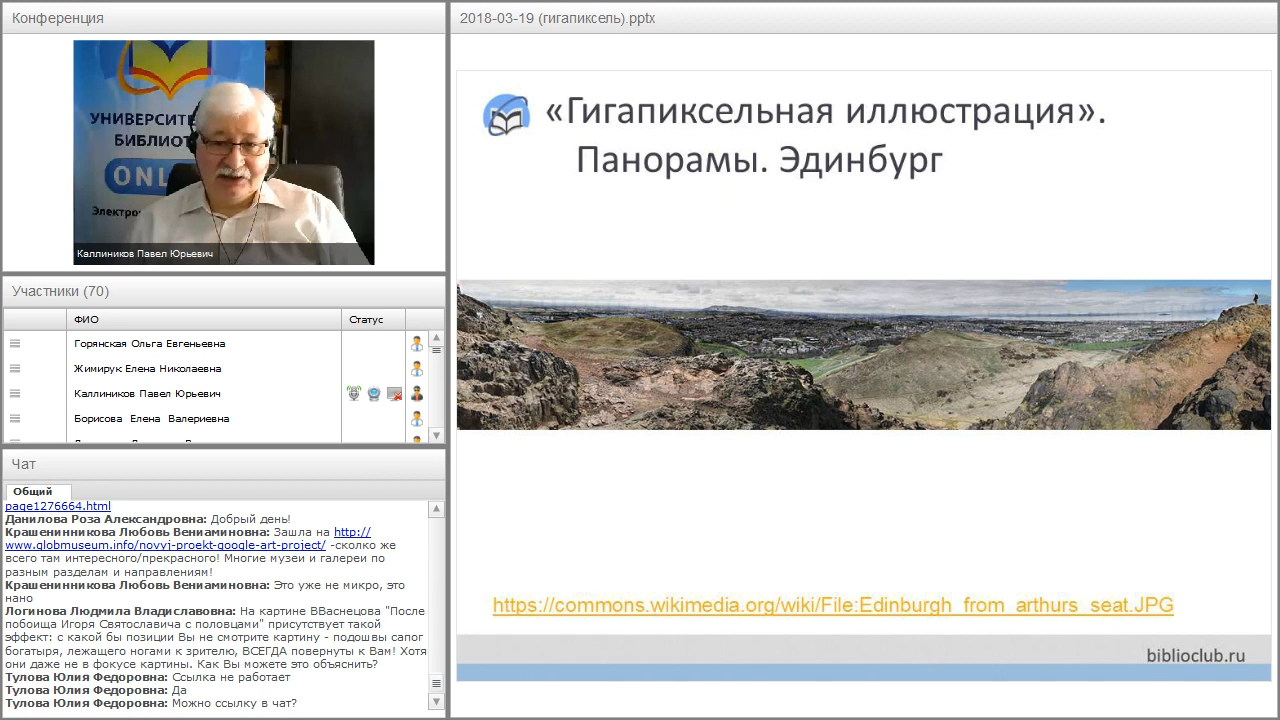 Конференция
УНИВЕРСИТЕ
БИБЛИОТ
ONL
Электро
Каллиников Павел Юрьевич
Участники (70)
ФИО Статус
Горянская Ольга Евгеньевна
Жимирук Елена Николаевна
Каллиников Павел Юрьевич
Борисова Елена Валериевна
Чат
Общий
page1276664.html
Данилова Роза Александровна: Добрый день!
Крашенинникова Любовь Вениаминовна: Зашла на http://
www.globmuseum.info/novyj-proekt-google-art-project/ -сколко же
всего там интересного/прекрасного! Многие музеи и галереи по
разным разделам и направлениям!
Крашенинникова Любовь Вениаминовна: Это уже не микро, это
нано
Логинова Людмила Владиславовна: На картине ВВаснецова "После
побоища Игоря Святославича с половцами" присутствует такой
эффект: с какой бы позиции Вы не смотрите картину - подошвы сапог
богатыря, лежащего ногами к зрителю, ВСЕГДА повернуты к Вам! Хотя
они даже не в фокусе картины. Как Вы можете это объяснить?
Тулова Юлия Федоровна: Ссылка не работает
Тулова Юлия Федоровна: Да
Тулова Юлия Федоровна: Можно ссылку в чат?
2018-03-19 (гигапиксель).pptx
«Гигапиксельная иллюстрация».
Панорамы. Эдинбург
https://commons.wikimedia.org/wiki/File:Edinburgh_from_arthurs_seat.JPG
biblioclub.ru